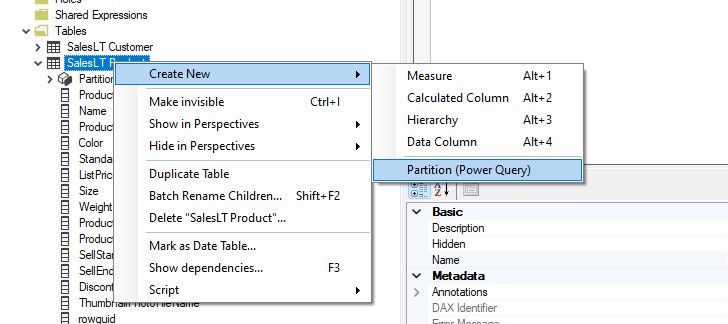 Roles
Shared Expressions
Tables
SalesLT Customer
SalesLT
Partition
Product
Name
Product
Color
Standa
ListPrice
Size
Weight
Product
Product
SellStar
SellEnd
Discont
rowguid
Create New
Make invisible Ctrl+I
Show in Perspectives
Hide in Perspectives
Duplicate Table
Batch Rename Children... Shift+F2
Delete "SalesLT Product"...
Mark as Date Table...
Show dependencies... F3
Script
Measure Alt+1
Calculated Column Alt+2
Hierarchy Alt+3
Data Column Alt+4
Partition (Power Query)
Basic
Description
Hidden
Name
Metadata
Annotations
DAX Identifier
Error Message